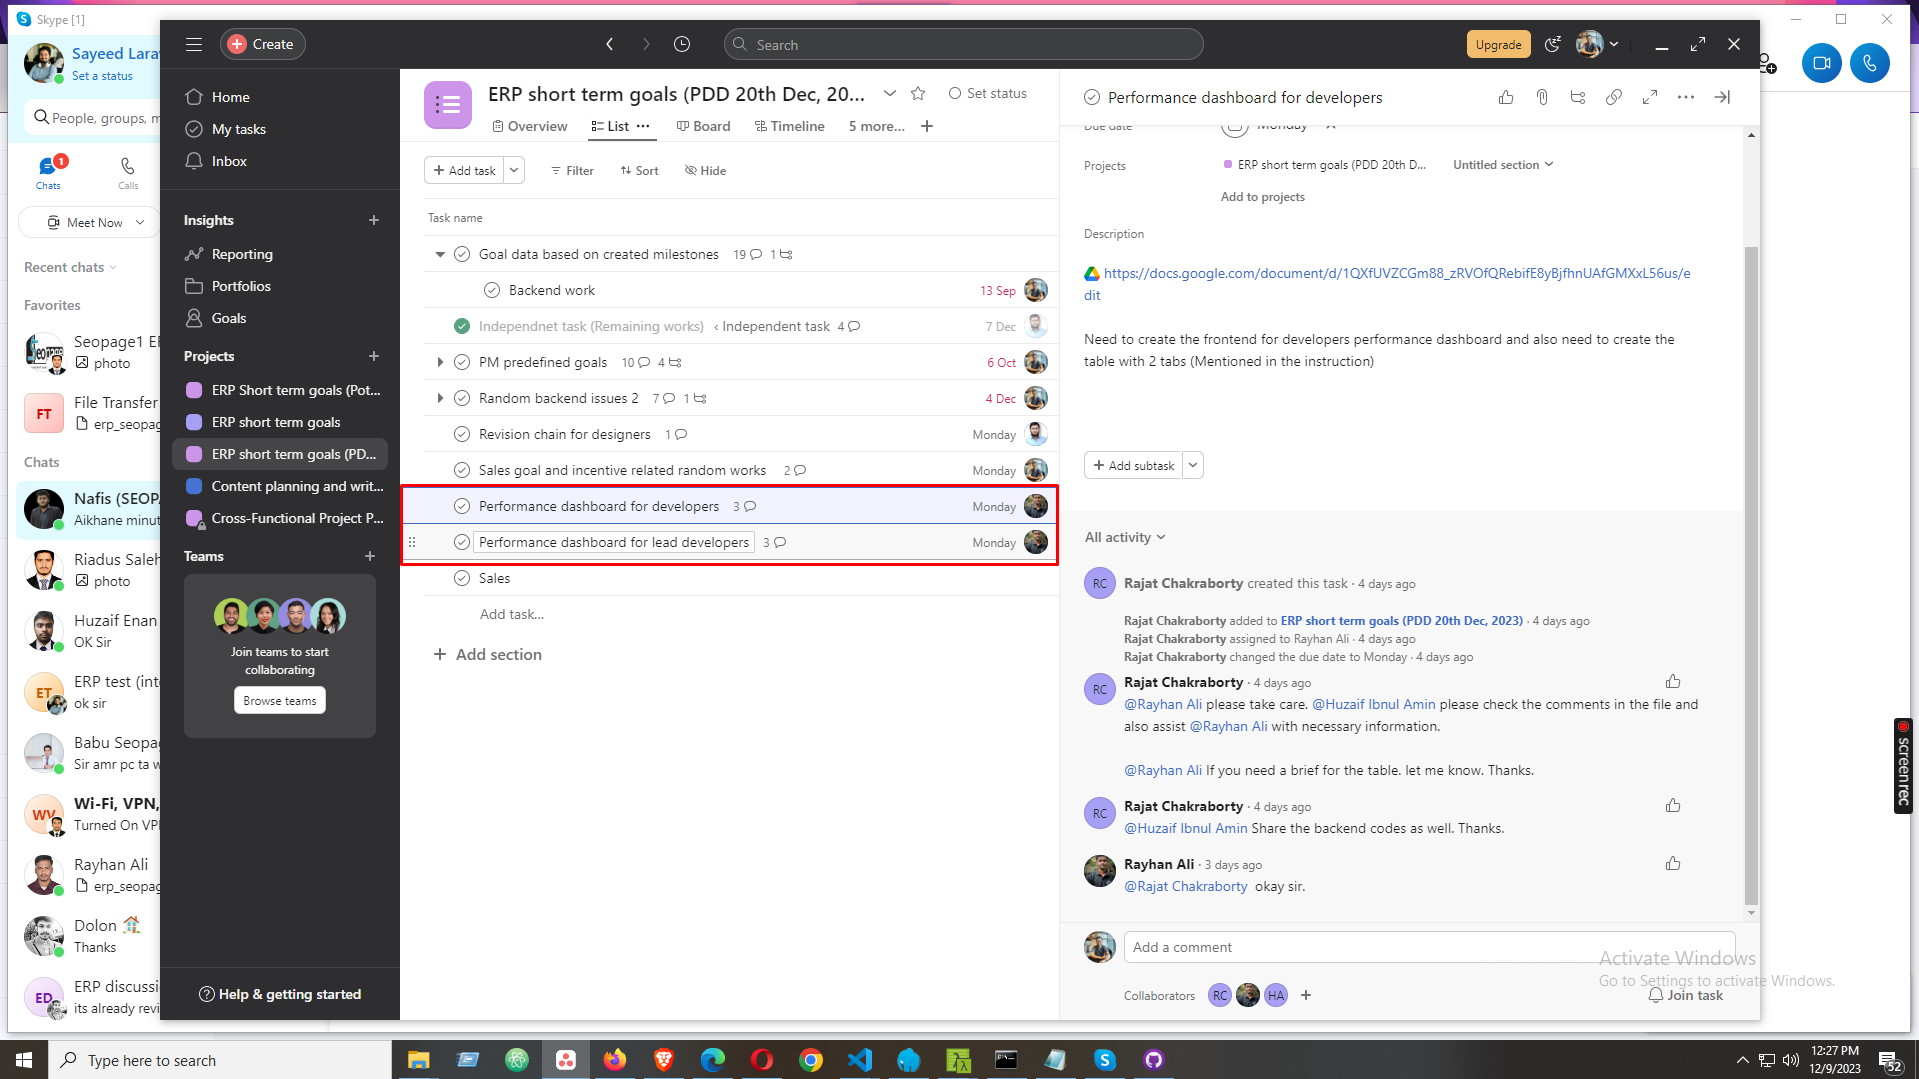 Skype [1]
Sayeed Lara
Set a status
People, groups, m
Chats
1
Calls
Meet Now
Recent chats
Favorites
Seopage1 E
photo
FT
File Transfer
erp_seopag
Chats
Nafis (SEOP
Aikhane minut
Riadus Saleh
photo
Huzaif Enan
OK Sir
ET
ERP test (int
ok sir
Babu Seopag
Sir amr pc ta w
WV
Wi-Fi, VPN,
Turned On VPN
Rayhan Ali
erp_seopag
Dolon
Thanks
ED
ERP discussi
its already revi
Create
Search
Upgrade
Home
My tasks
Inbox
Insights
Reporting
Portfolios
Goals
Projects
ERP Short term goals (Pot...
ERP short term goals
ERP short term goals (PD...
Content planning and writ...
Cross-Functional Project P...
Teams
Join teams to start
collaborating
Browse teams
Help & getting started
ERP short term goals (PDD 20th Dec, 20...
Set status
Overview
List
Board
Timeline
5 more...
Add task
Filter
Sort
Hide
Task name
Goal data based on created milestones 19 1
Backend work 13 Sep
Independnet task (Remaining works) ‹ Independent task 4 7 Dec
PM predefined goals 10 4 6 Oct
Random backend issues 2 7 1 4 Dec
Revision chain for designers 1 Monday
Sales goal and incentive related random works 2 Monday
Performance dashboard for developers 3 Monday
Performance dashboard for lead developers 3 Monday
Sales
Add task...
Add section
Performance dashboard for developers
Due date
Monday
Projects
ERP short term goals (PDD 20th D...
Untitled section
Add to projects
Description
https://docs.google.com/document/d/1QXfUVZCGm88_zRVOfQRebifE8yBjfhnUAfGMXxL56us/e
dit
Need to create the frontend for developers performance dashboard and also need to create the
table with 2 tabs (Mentioned in the instruction)
Add subtask
All activity
RC
Rajat Chakraborty created this task · 4 days ago
Rajat Chakraborty added to ERP short term goals (PDD 20th Dec, 2023) · 4 days ago
Rajat Chakraborty assigned to Rayhan Ali · 4 days ago
Rajat Chakraborty changed the due date to Monday · 4 days ago
RC
Rajat Chakraborty · 4 days ago
@Rayhan Ali please take care. @Huzaif Ibnul Amin please check the comments in the file and
also assist @Rayhan Ali with necessary information.
@Rayhan Ali If you need a brief for the table. let me know. Thanks.
RC
Rajat Chakraborty · 4 days ago
@Huzaif Ibnul Amin Share the backend codes as well. Thanks.
Rayhan Ali · 3 days ago
@Rajat Chakraborty okay sir.
Add a comment
Collaborators
RC
HA
Join task
Activate Windows
Go to Settings to activate Windows.
screenrec
Type here to search
12:27 PM
12/9/2023
52